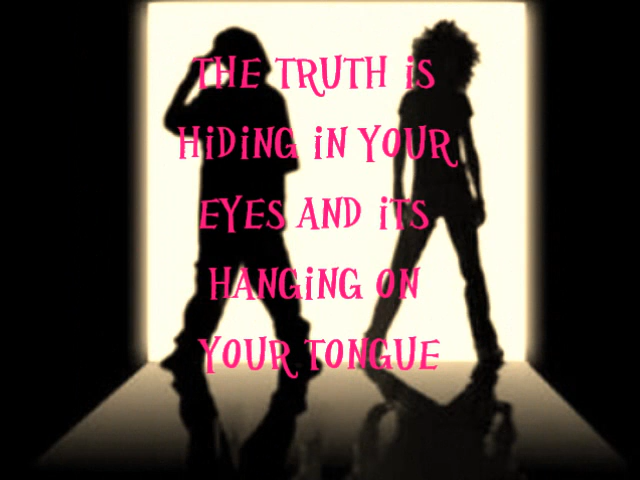 THE TRUTH iS
HiDiNG iN YOUR
EYES AND iTS
HANGiNG ON
YOUR TONGUE